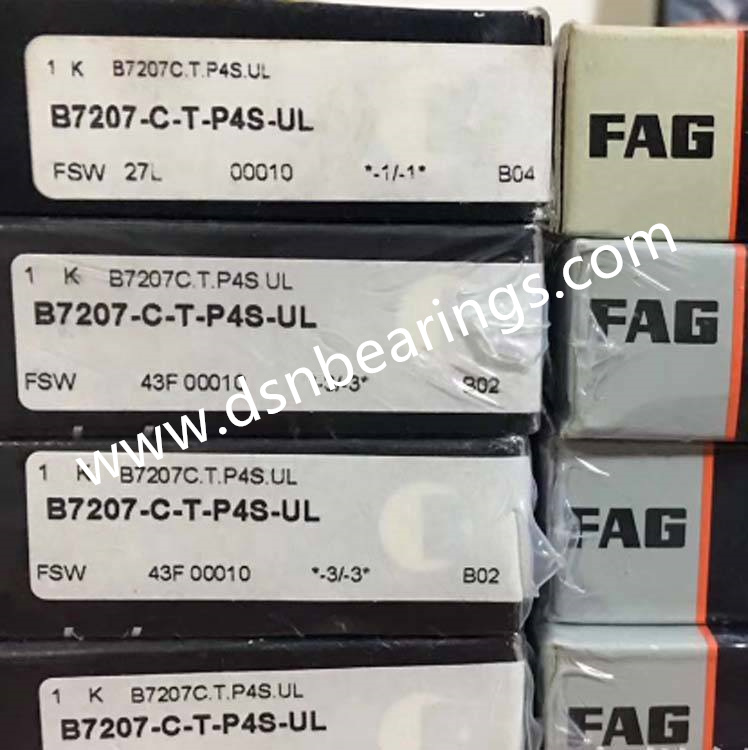 1 K B7207C.T.P4S.UL
B7207-C-T-P4S-UL
FSW 27L 00010 *-1/-1* B04
FAG
1 K B7207C.T.P4S.UL
B7207-C-T-P4S-UL
FSW 43F 00010 *-3/-3* B02
FAG
www.dsnbearings.com
1 K B7207C.T.P4S.UL
B7207-C-T-P4S-UL
FSW 43F 00010 *-3/-3* B02
FAG
1 K B7207C.T.P4S.UL
B7207-C-T-P4S-UL
FAG